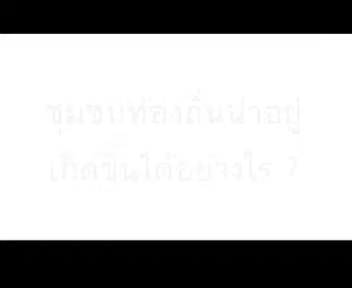 ชุมชนท้องถิ่นน่าอยู่
เกิดขึ้นได้อย่างไร ?